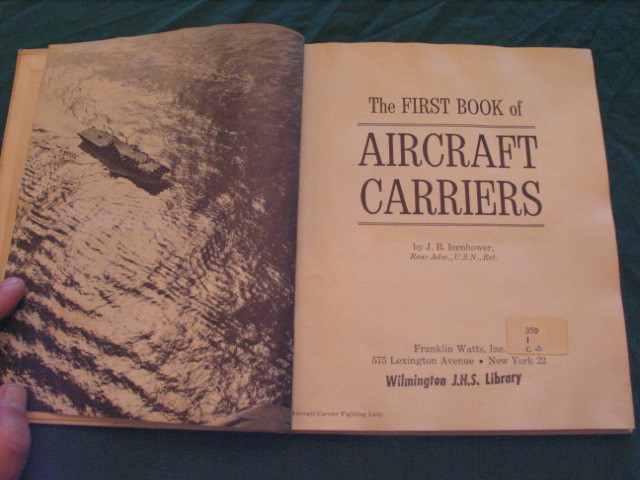 The FIRST BOOK of
AIRCRAFT
CARRIERS
by J. B. Icenhower,
Rear Adm., U.S.N., Ret.
359
I
c.
Franklin Watts, Inc.
575 Lexington Avenue • New York 22
Wilmington J.H.S. Library
Aircraft Carrier Fighting Lady